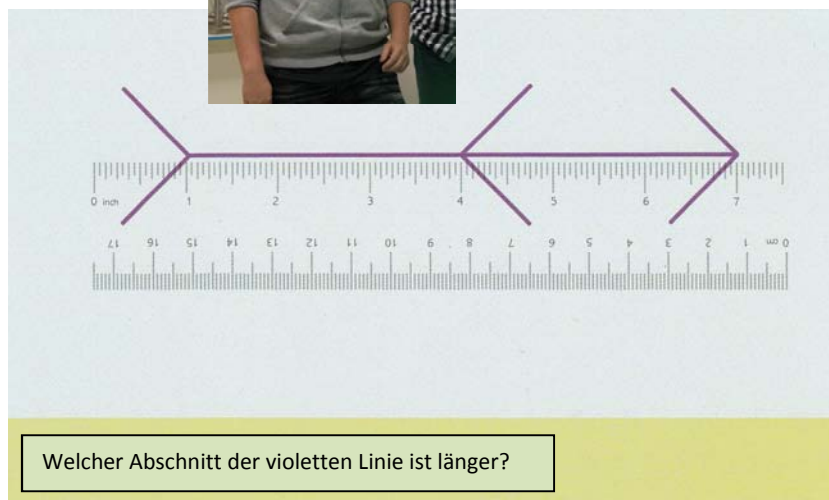 0 inch 1 2 3 4 5 6 7
17 16 15 14 13 12 11 10 9 8 7 6 5 4 3 2 1 0 cm
Welcher Abschnitt der violetten Linie ist länger?